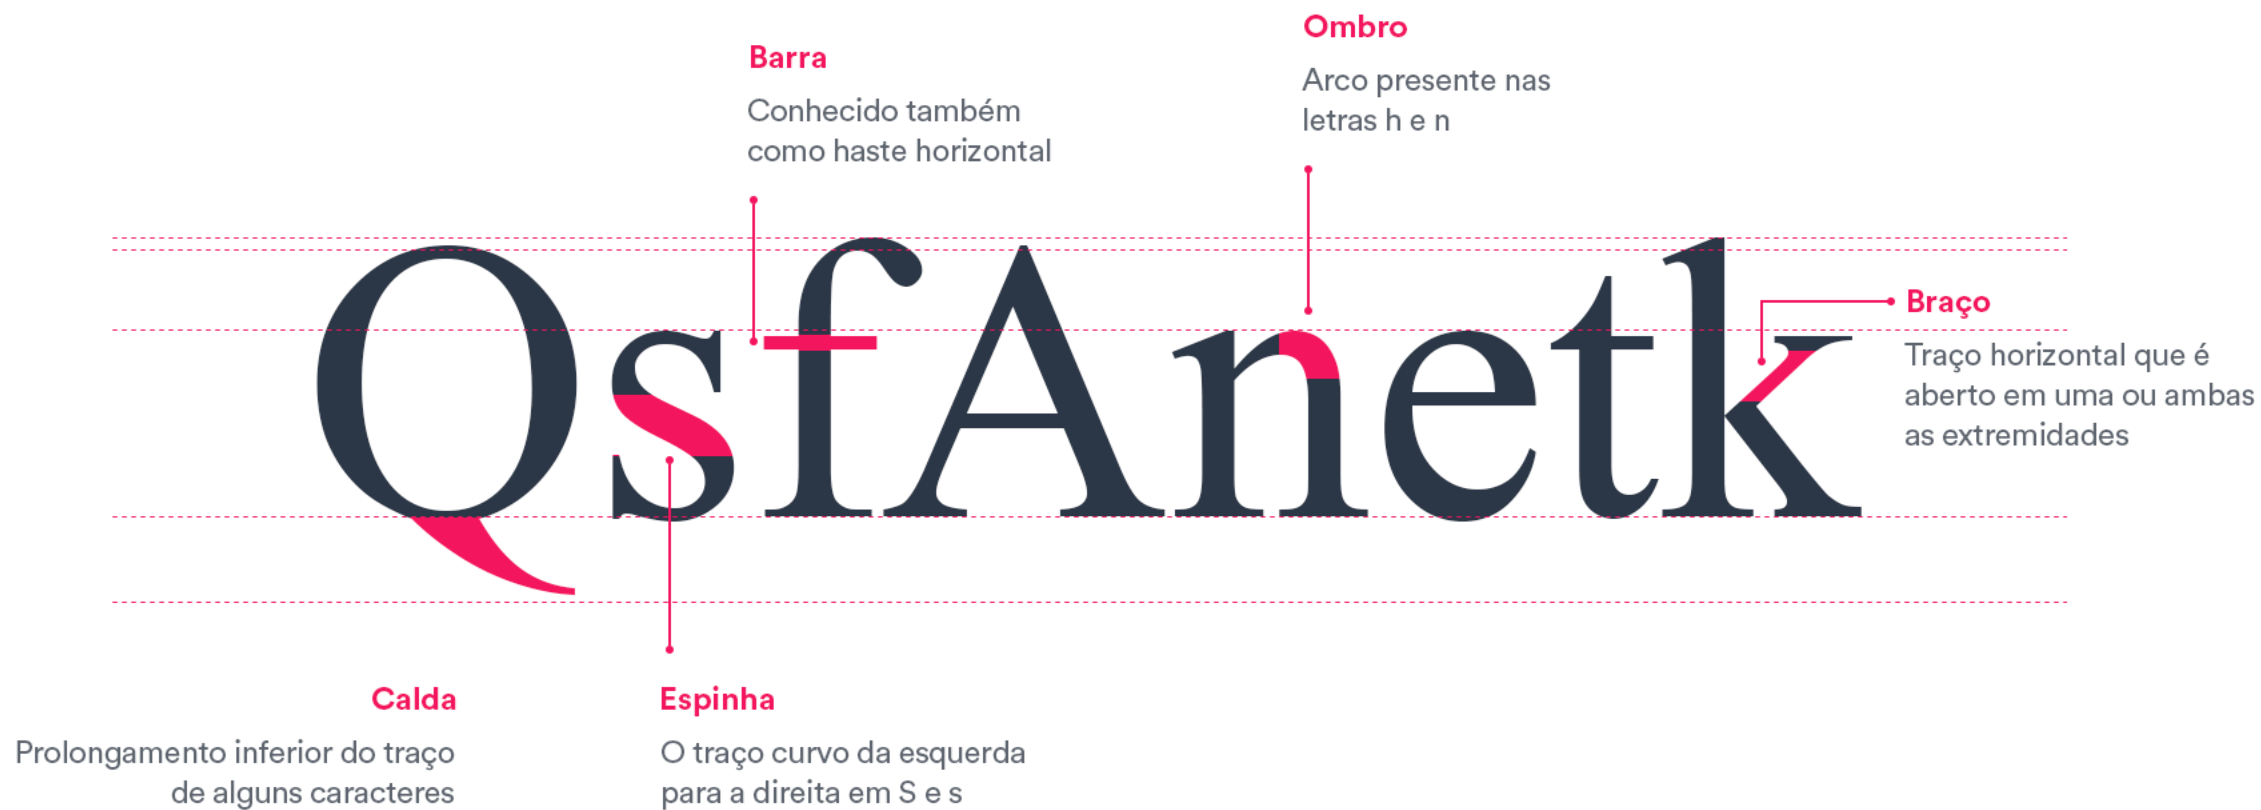 Ombro
Arco presente nas
letras h e n
Barra
Conhecido também
como haste horizontal
QsfAnetk
Braço
Traço horizontal que é
aberto em uma ou ambas
as extremidades
Calda
Prolongamento inferior do traço
de alguns caracteres
Espinha
O traço curvo da esquerda
para a direita em S e s